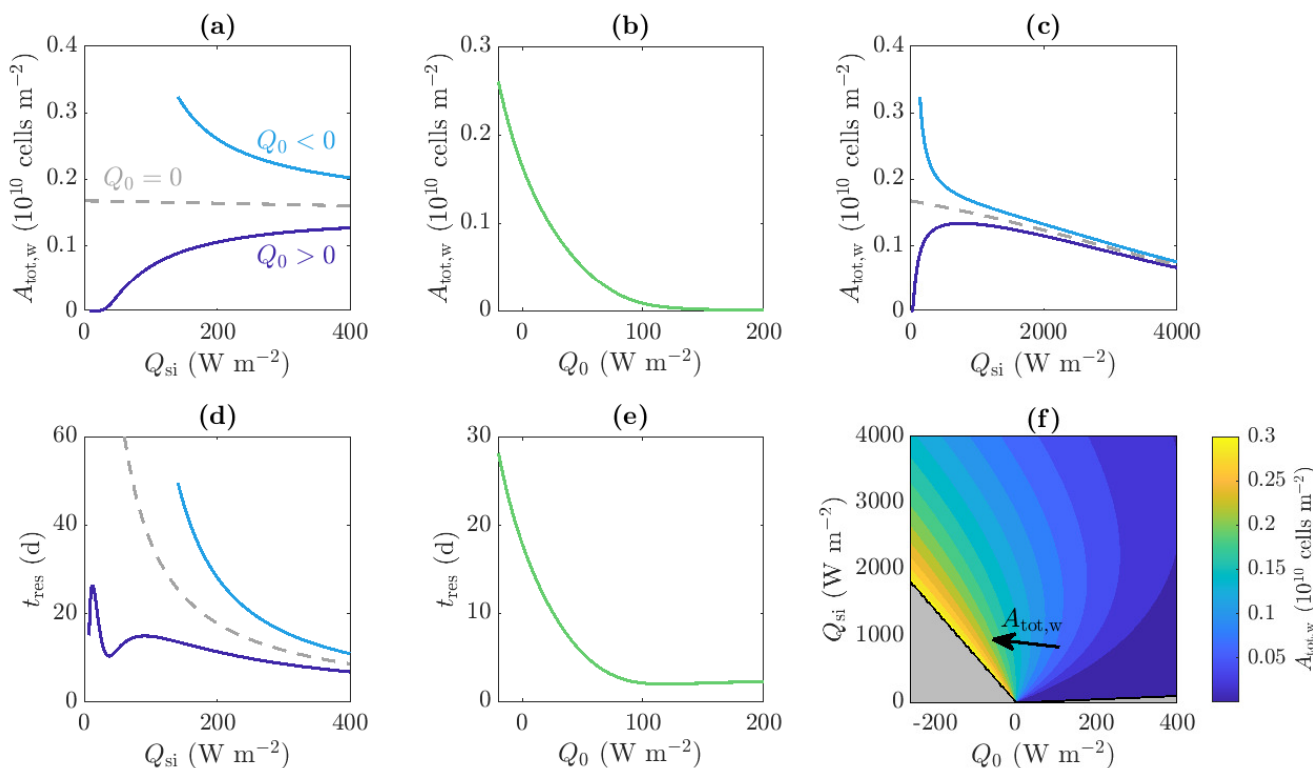 (a)
0.4
0.3
0.2
0.1
0
A_tot,w (10^10 cells m^−2)
Q_0 < 0
Q_0 = 0
Q_0 > 0
0 200 400
Q_si (W m^−2)
(b)
0.3
0.2
0.1
0
A_tot,w (10^10 cells m^−2)
0 100 200
Q_0 (W m^−2)
(c)
0.4
0.3
0.2
0.1
0
A_tot,w (10^10 cells m^−2)
0 2000 4000
Q_si (W m^−2)
(d)
60
40
20
0
t_res (d)
0 200 400
Q_si (W m^−2)
(e)
30
20
10
0
t_res (d)
0 100 200
Q_0 (W m^−2)
(f)
4000
3000
2000
1000
0
Q_si (W m^−2)
A_tot,w
-200 0 200 400
Q_0 (W m^−2)
0.3
0.25
0.2
0.15
0.1
0.05
A_tot,w (10^10 cells m^−2)